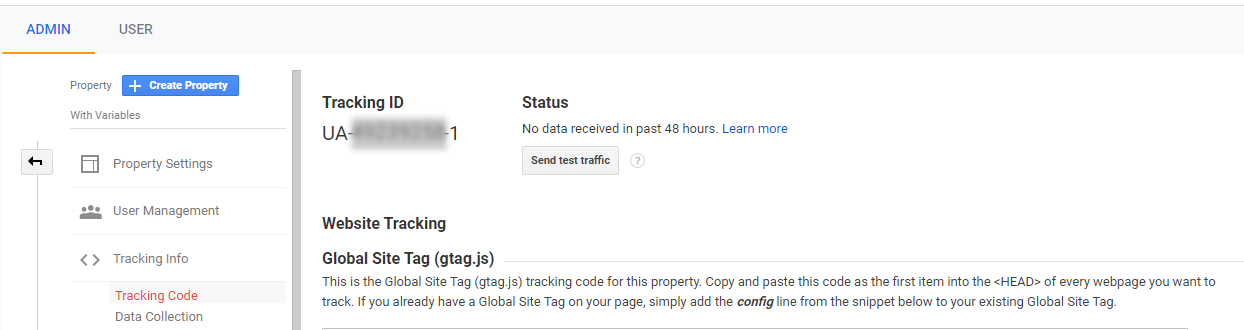 ADMIN USER
Property Create Property
With Variables
Property Settings
User Management
Tracking Info
Tracking Code
Data Collection
Tracking ID
UA- -1
Status
No data received in past 48 hours. Learn more
Send test traffic ?
Website Tracking
Global Site Tag (gtag.js)
This is the Global Site Tag (gtag.js) tracking code for this property. Copy and paste this code as the first item into the <HEAD> of every webpage you want to
track. If you already have a Global Site Tag on your page, simply add the config line from the snippet below to your existing Global Site Tag.